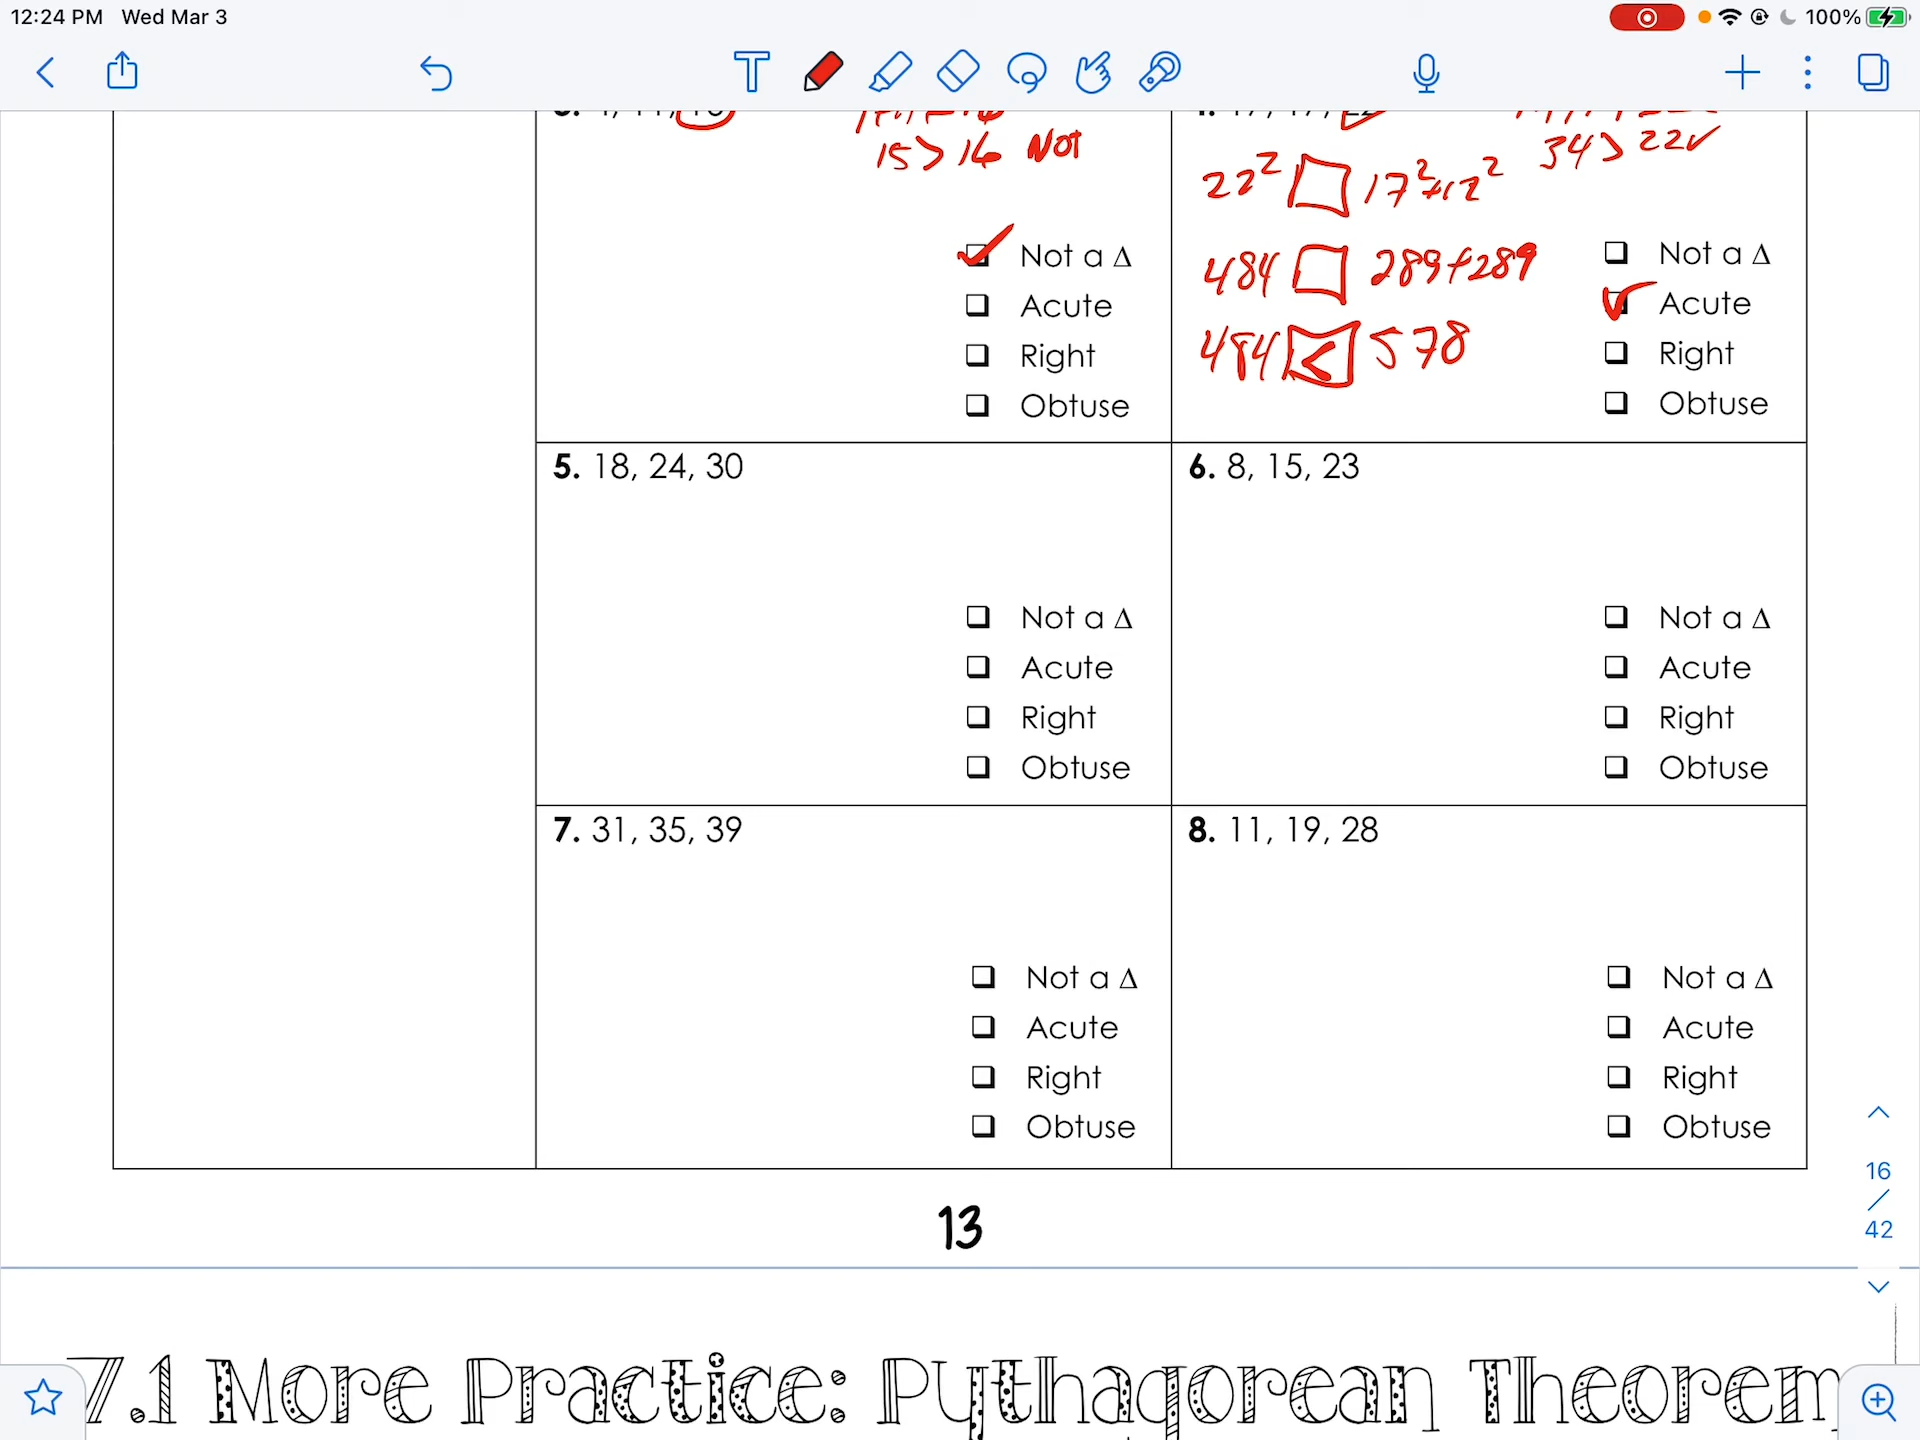 12:24 PM Wed Mar 3
100%
T
15 > 16 Not
34 > 22 ✓
22² □ 17²+17²
✓ Not a Δ
❏ Acute
❏ Right
❏ Obtuse
484 □ 289+289
484 < 578
❏ Not a Δ
✓ Acute
❏ Right
❏ Obtuse
5. 18, 24, 30
❏ Not a Δ
❏ Acute
❏ Right
❏ Obtuse
6. 8, 15, 23
❏ Not a Δ
❏ Acute
❏ Right
❏ Obtuse
7. 31, 35, 39
❏ Not a Δ
❏ Acute
❏ Right
❏ Obtuse
8. 11, 19, 28
❏ Not a Δ
❏ Acute
❏ Right
❏ Obtuse
16
/
42
13
7.1 More Practice: Pythagorean Theorem